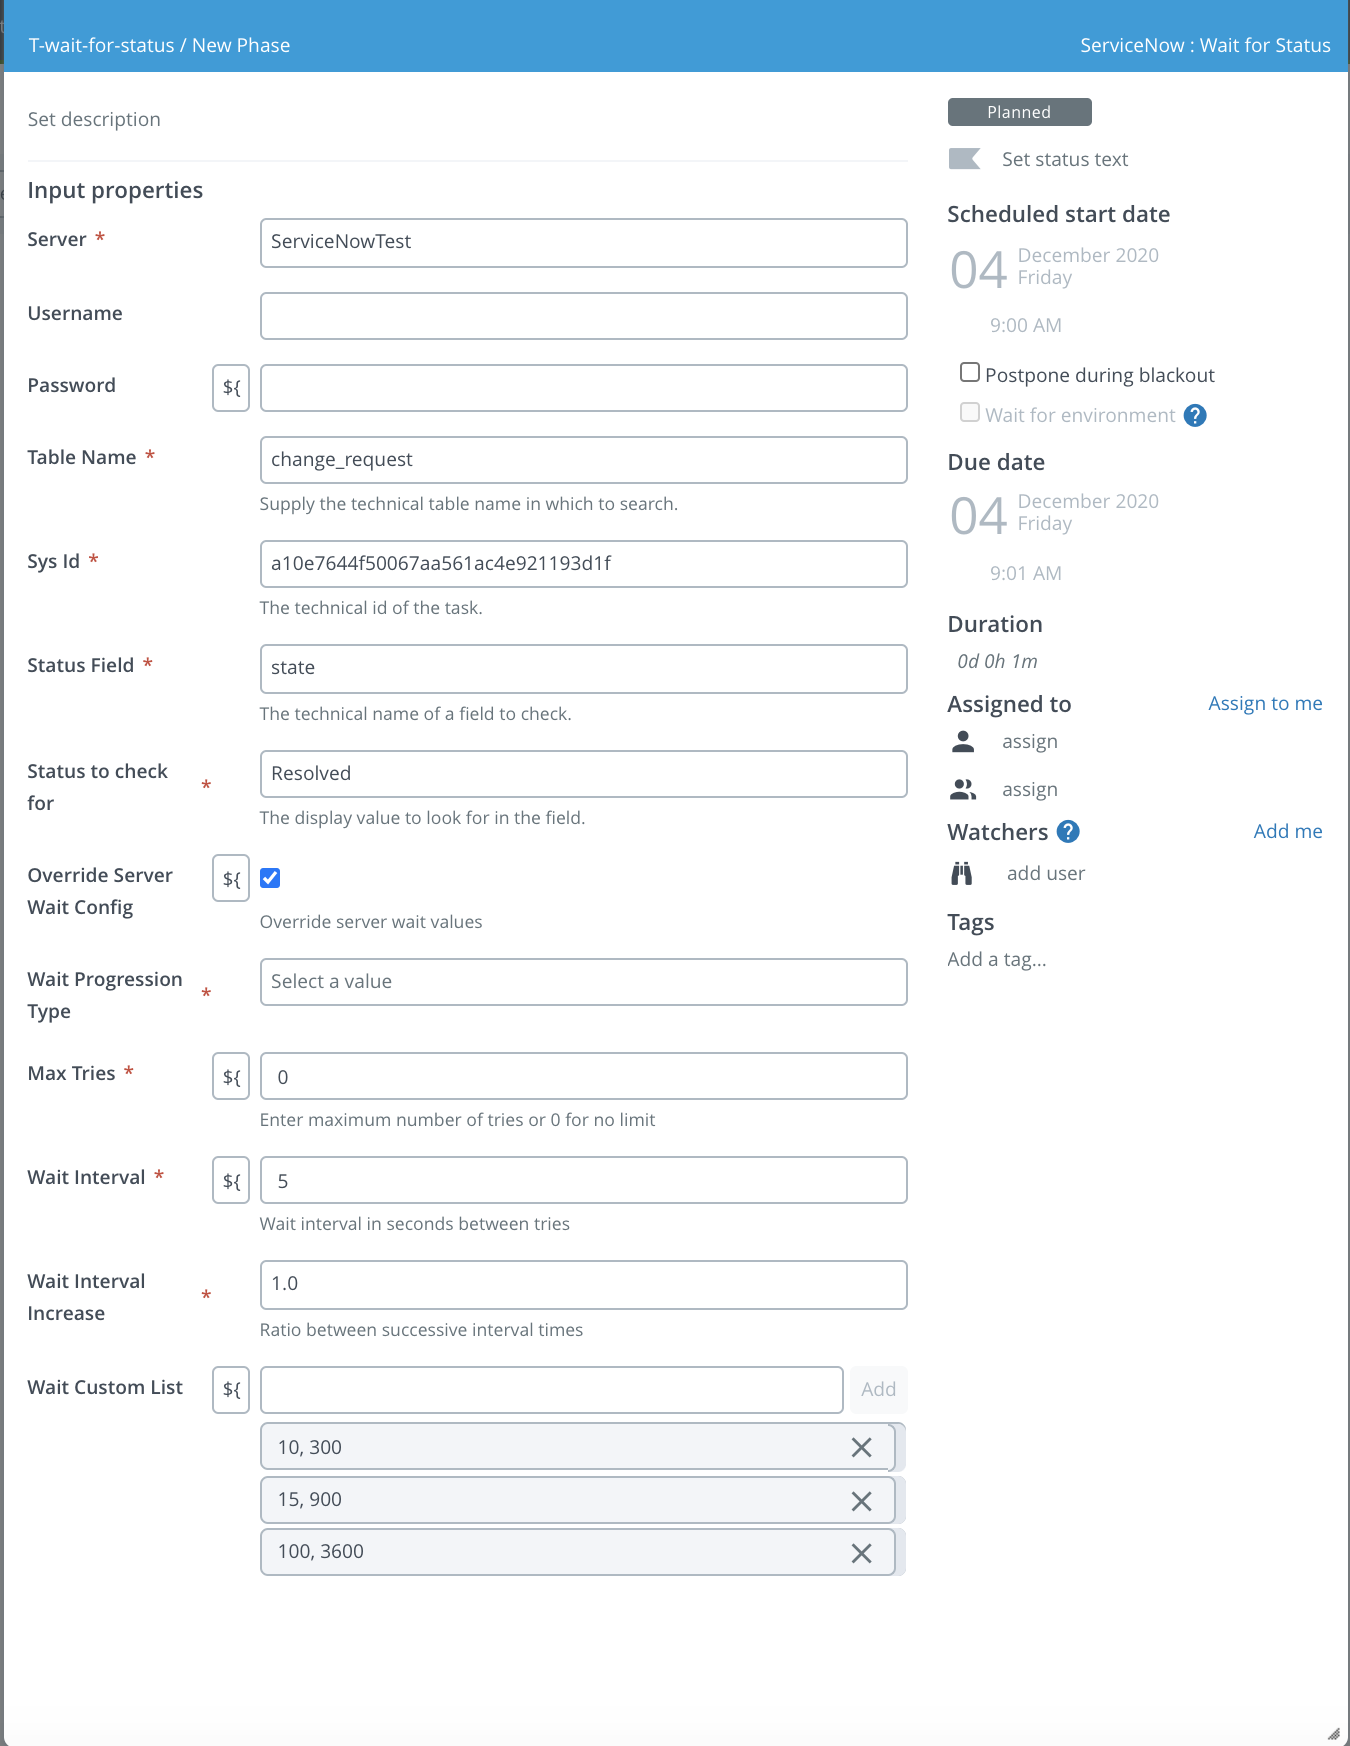 T-wait-for-status / New Phase
ServiceNow : Wait for Status
Set description
Input properties
Server *
ServiceNowTest
Username
Password
${
Table Name *
change_request
Supply the technical table name in which to search.
Sys Id *
a10e7644f50067aa561ac4e921193d1f
The technical id of the task.
Status Field *
state
The technical name of a field to check.
Status to check
for
*
Resolved
The display value to look for in the field.
Override Server
Wait Config
${
Override server wait values
Wait Progression
Type
*
Select a value
Max Tries *
${
0
Enter maximum number of tries or 0 for no limit
Wait Interval *
${
5
Wait interval in seconds between tries
Wait Interval
Increase
*
1.0
Ratio between successive interval times
Wait Custom List
${
Add
10, 300
15, 900
100, 3600
Planned
Set status text
Scheduled start date
04
December 2020
Friday
9:00 AM
Postpone during blackout
Wait for environment ?
Due date
04
December 2020
Friday
9:01 AM
Duration
0d 0h 1m
Assigned to
Assign to me
assign
assign
Watchers ?
Add me
add user
Tags
Add a tag...